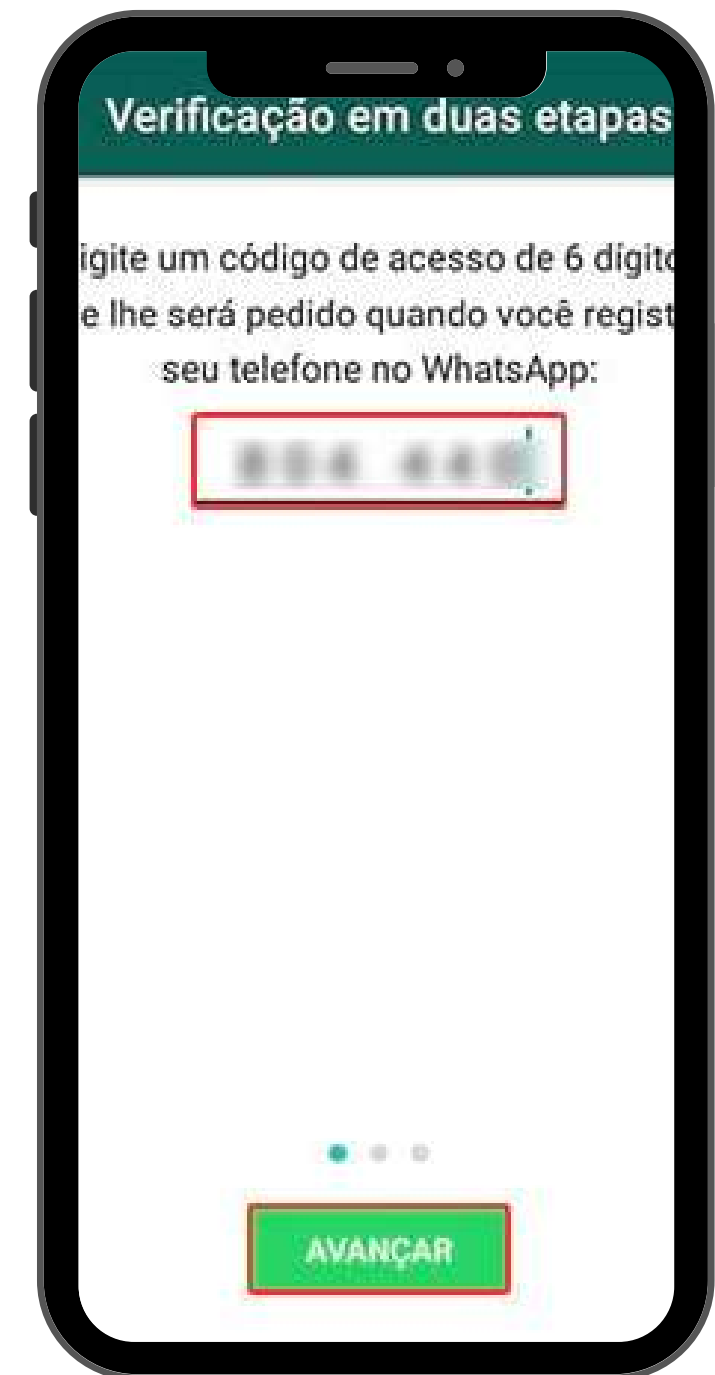 Verificação em duas etapas
igite um código de acesso de 6 dígito
e lhe será pedido quando você regist
seu telefone no WhatsApp:
AVANÇAR